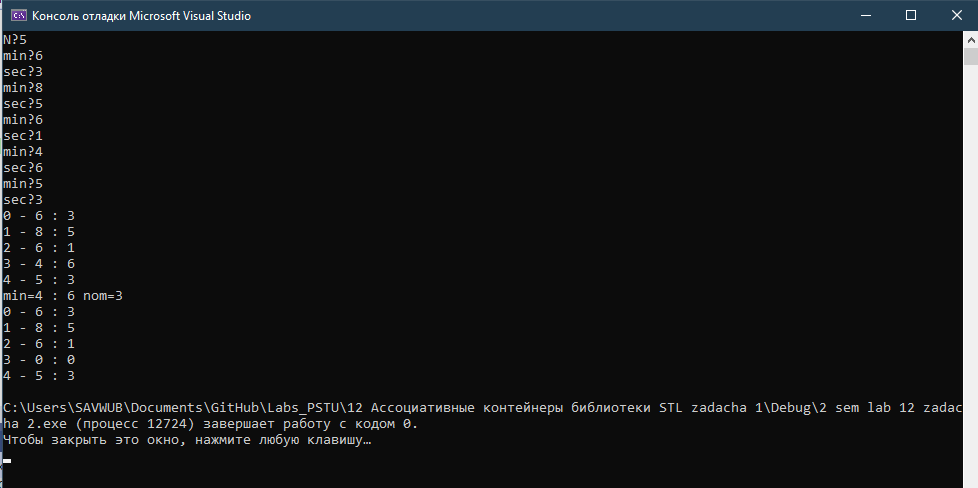 Консоль отладки Microsoft Visual Studio
N?5
min?6
sec?3
min?8
sec?5
min?6
sec?1
min?4
sec?6
min?5
sec?3
0 - 6 : 3
1 - 8 : 5
2 - 6 : 1
3 - 4 : 6
4 - 5 : 3
min=4 : 6 nom=3
0 - 6 : 3
1 - 8 : 5
2 - 6 : 1
3 - 0 : 0
4 - 5 : 3
C:\Users\SAVWUB\Documents\GitHub\Labs_PSTU\12 Ассоциативные контейнеры библиотеки STL zadacha 1\Debug\2 sem lab 12 zadac
ha 2.exe (процесс 12724) завершает работу с кодом 0.
Чтобы закрыть это окно, нажмите любую клавишу…